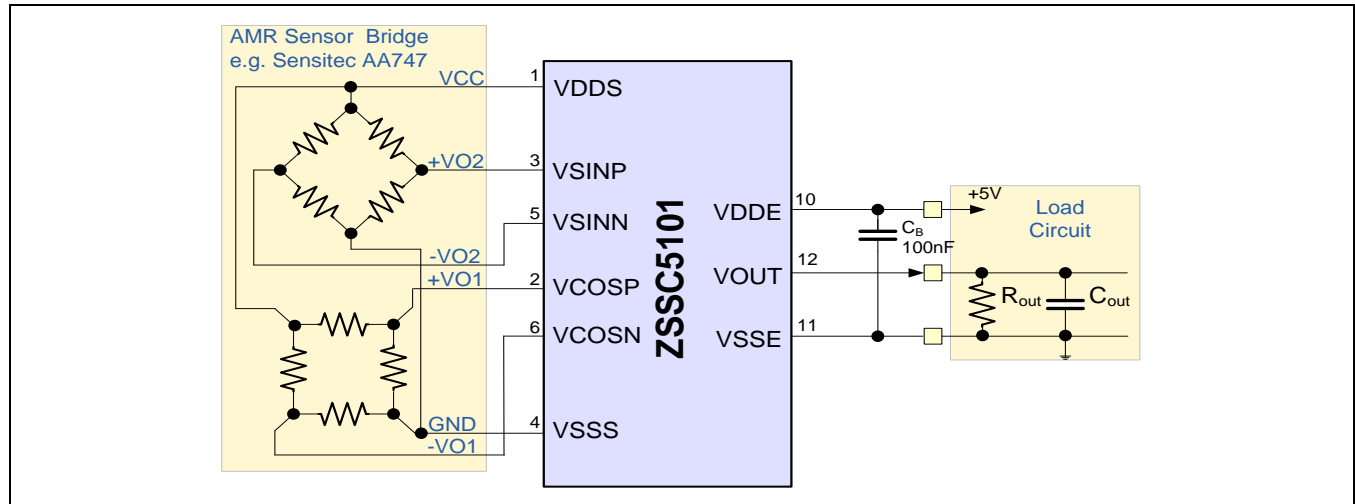 AMR Sensor Bridge
e.g. Sensitec AA747
VCC
1
VDDS
+VO2
3
VSINP
5
VSINN
-VO2
+VO1
2
VCOSP
6
VCOSN
GND
4
VSSS
-VO1
ZSSC5101
VDDE
10
VOUT
12
VSSE
11
CB
100nF
+5V
Load
Circuit
Rout
Cout